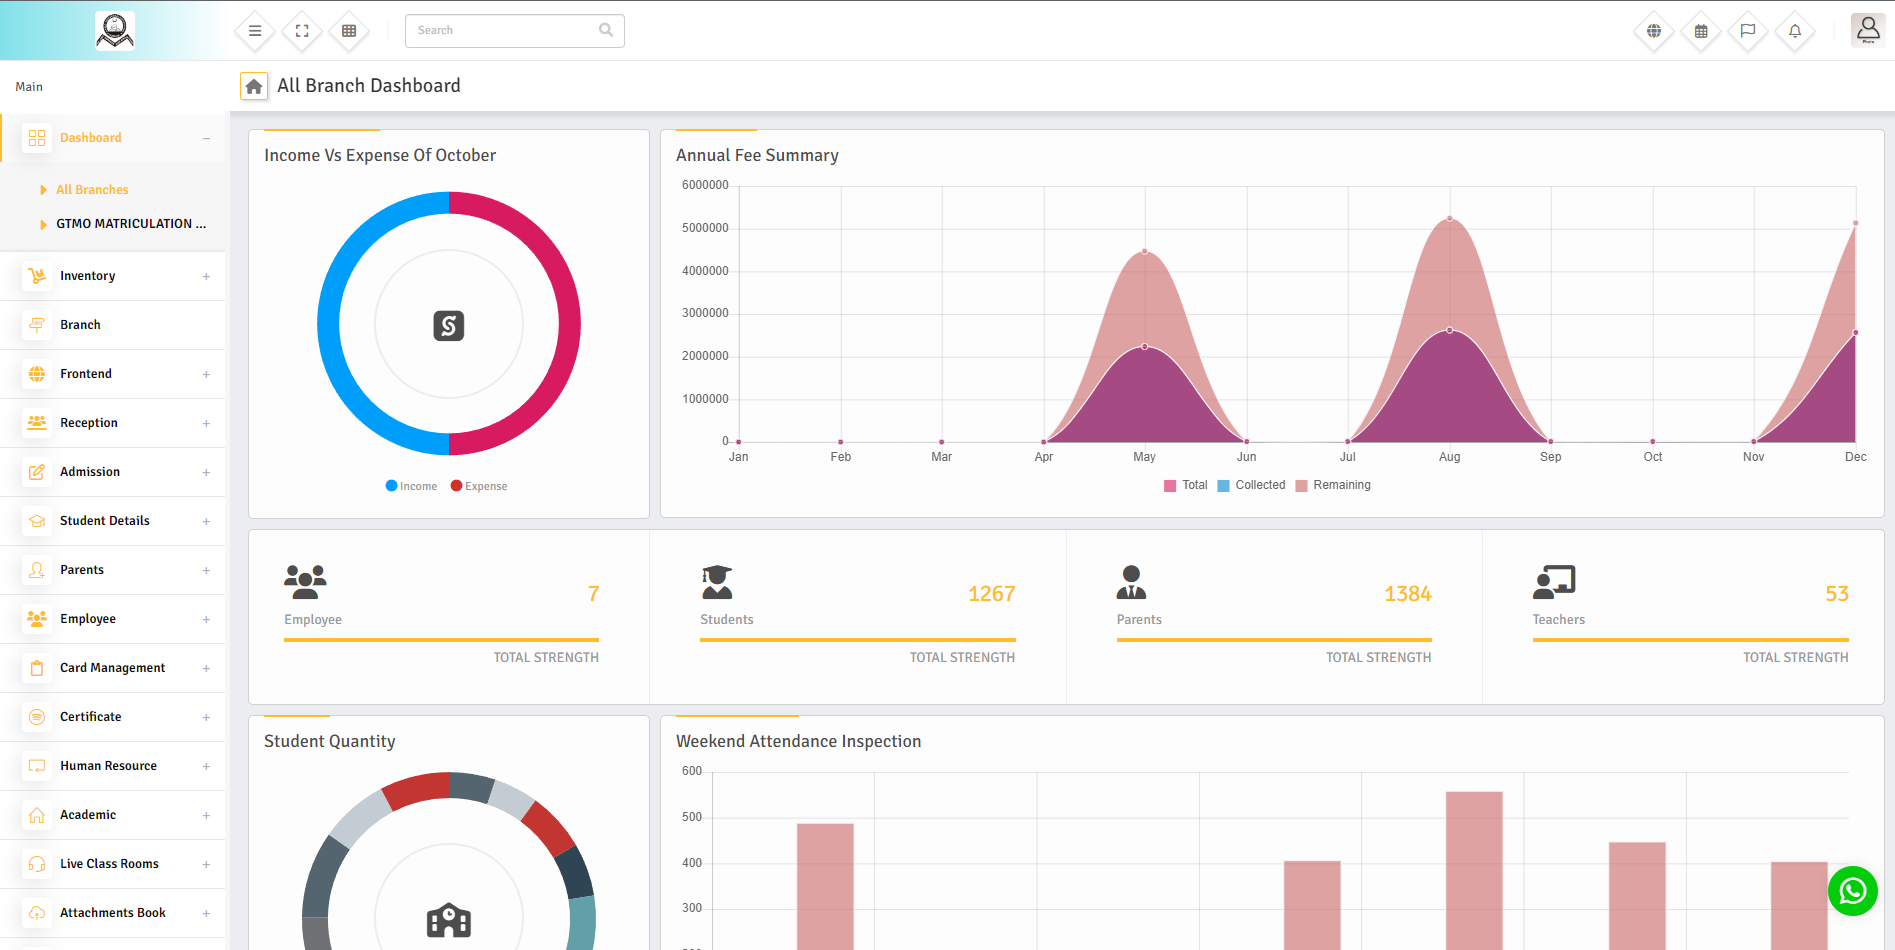 Search
Main
All Branch Dashboard
Dashboard
All Branches
GTMO MATRICULATION ...
Inventory
Branch
Frontend
Reception
Admission
Student Details
Parents
Employee
Card Management
Certificate
Human Resource
Academic
Live Class Rooms
Attachments Book
Income Vs Expense Of October
Income Expense
Annual Fee Summary
6000000
5000000
4000000
3000000
2000000
1000000
0
Jan Feb Mar Apr May Jun Jul Aug Sep Oct Nov Dec
Total Collected Remaining
7
Employee
TOTAL STRENGTH
1267
Students
TOTAL STRENGTH
1384
Parents
TOTAL STRENGTH
53
Teachers
TOTAL STRENGTH
Student Quantity
Weekend Attendance Inspection
600
500
400
300